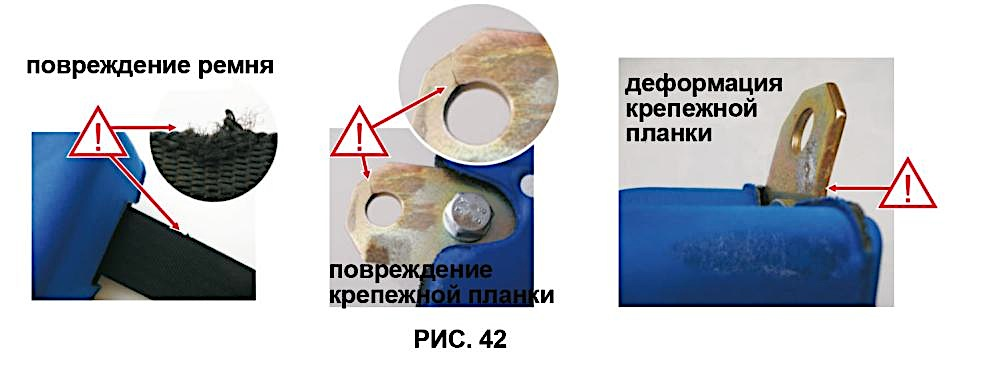 повреждение ремня
повреждение
крепежной планки
деформация
крепежной
планки
РИС. 42